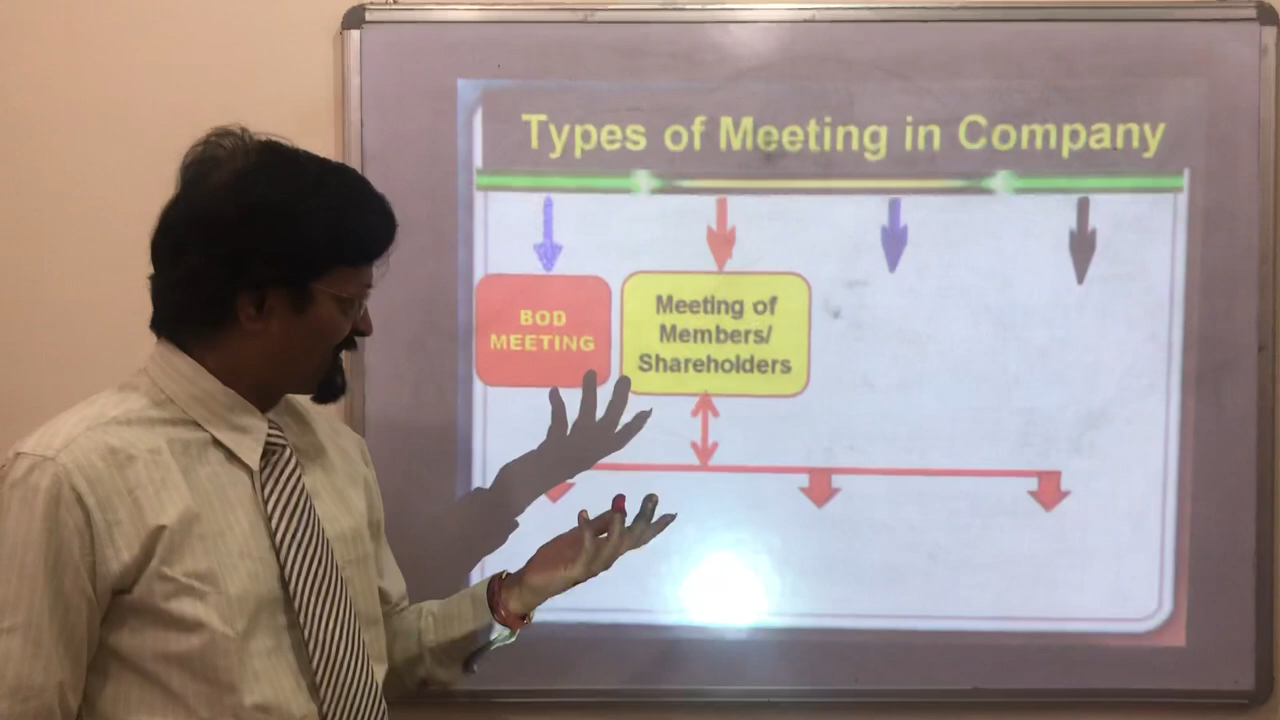 Types of Meeting in Company
BOD
MEETING
Meeting of
Members/
Shareholders